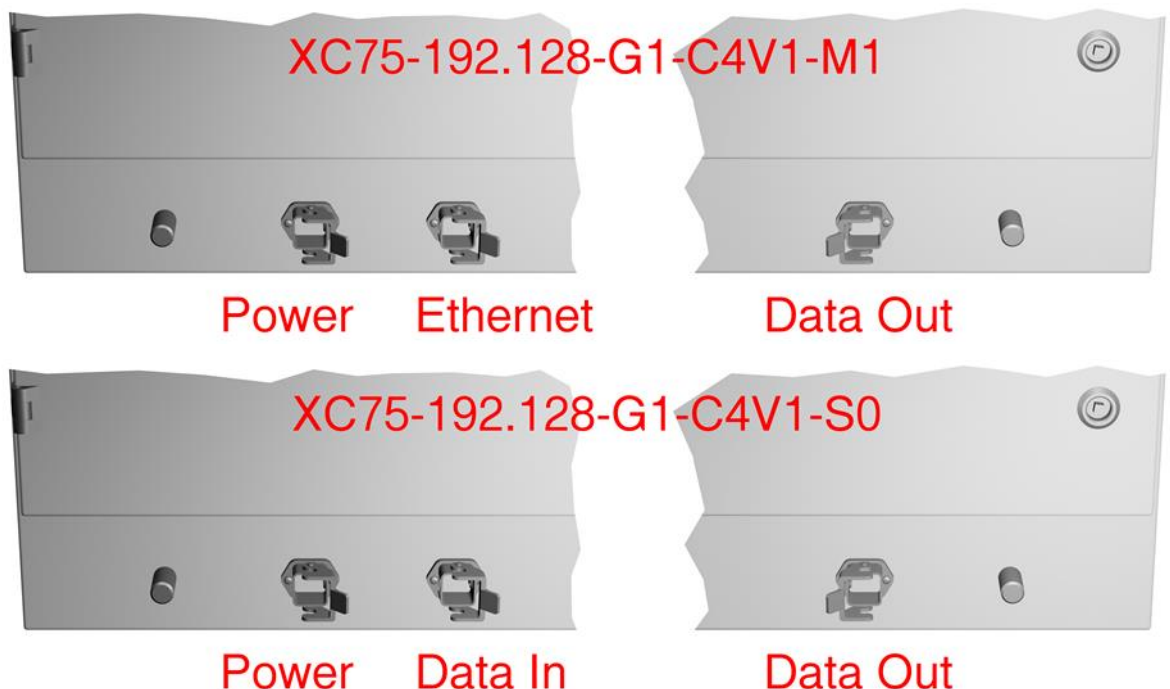 XC75-192.128-G1-C4V1-M1
Power Ethernet Data Out
XC75-192.128-G1-C4V1-S0
Power Data In Data Out